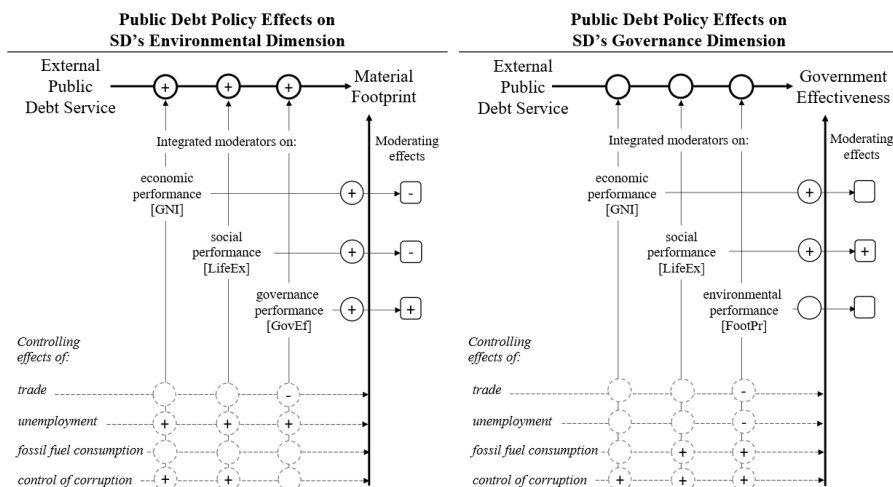 Public Debt Policy Effects on
SD's Environmental Dimension
External
Public
Debt Service
+ + +
Material
Footprint
Integrated moderators on:
Moderating
effects
economic
performance
[GNI]
+ -
social
performance
[LifeEx]
+ -
governance
performance
[GovEf]
+ +
Controlling
effects of:
trade
-
unemployment
+ + +
fossil fuel consumption
control of corruption
+ +
Public Debt Policy Effects on
SD's Governance Dimension
External
Public
Debt Service
Government
Effectiveness
Integrated moderators on:
Moderating
effects
economic
performance
[GNI]
+
social
performance
[LifeEx]
+ +
environmental
performance
[FootPr]
Controlling
effects of:
trade
-
unemployment
-
fossil fuel consumption
+ +
control of corruption
+ + +